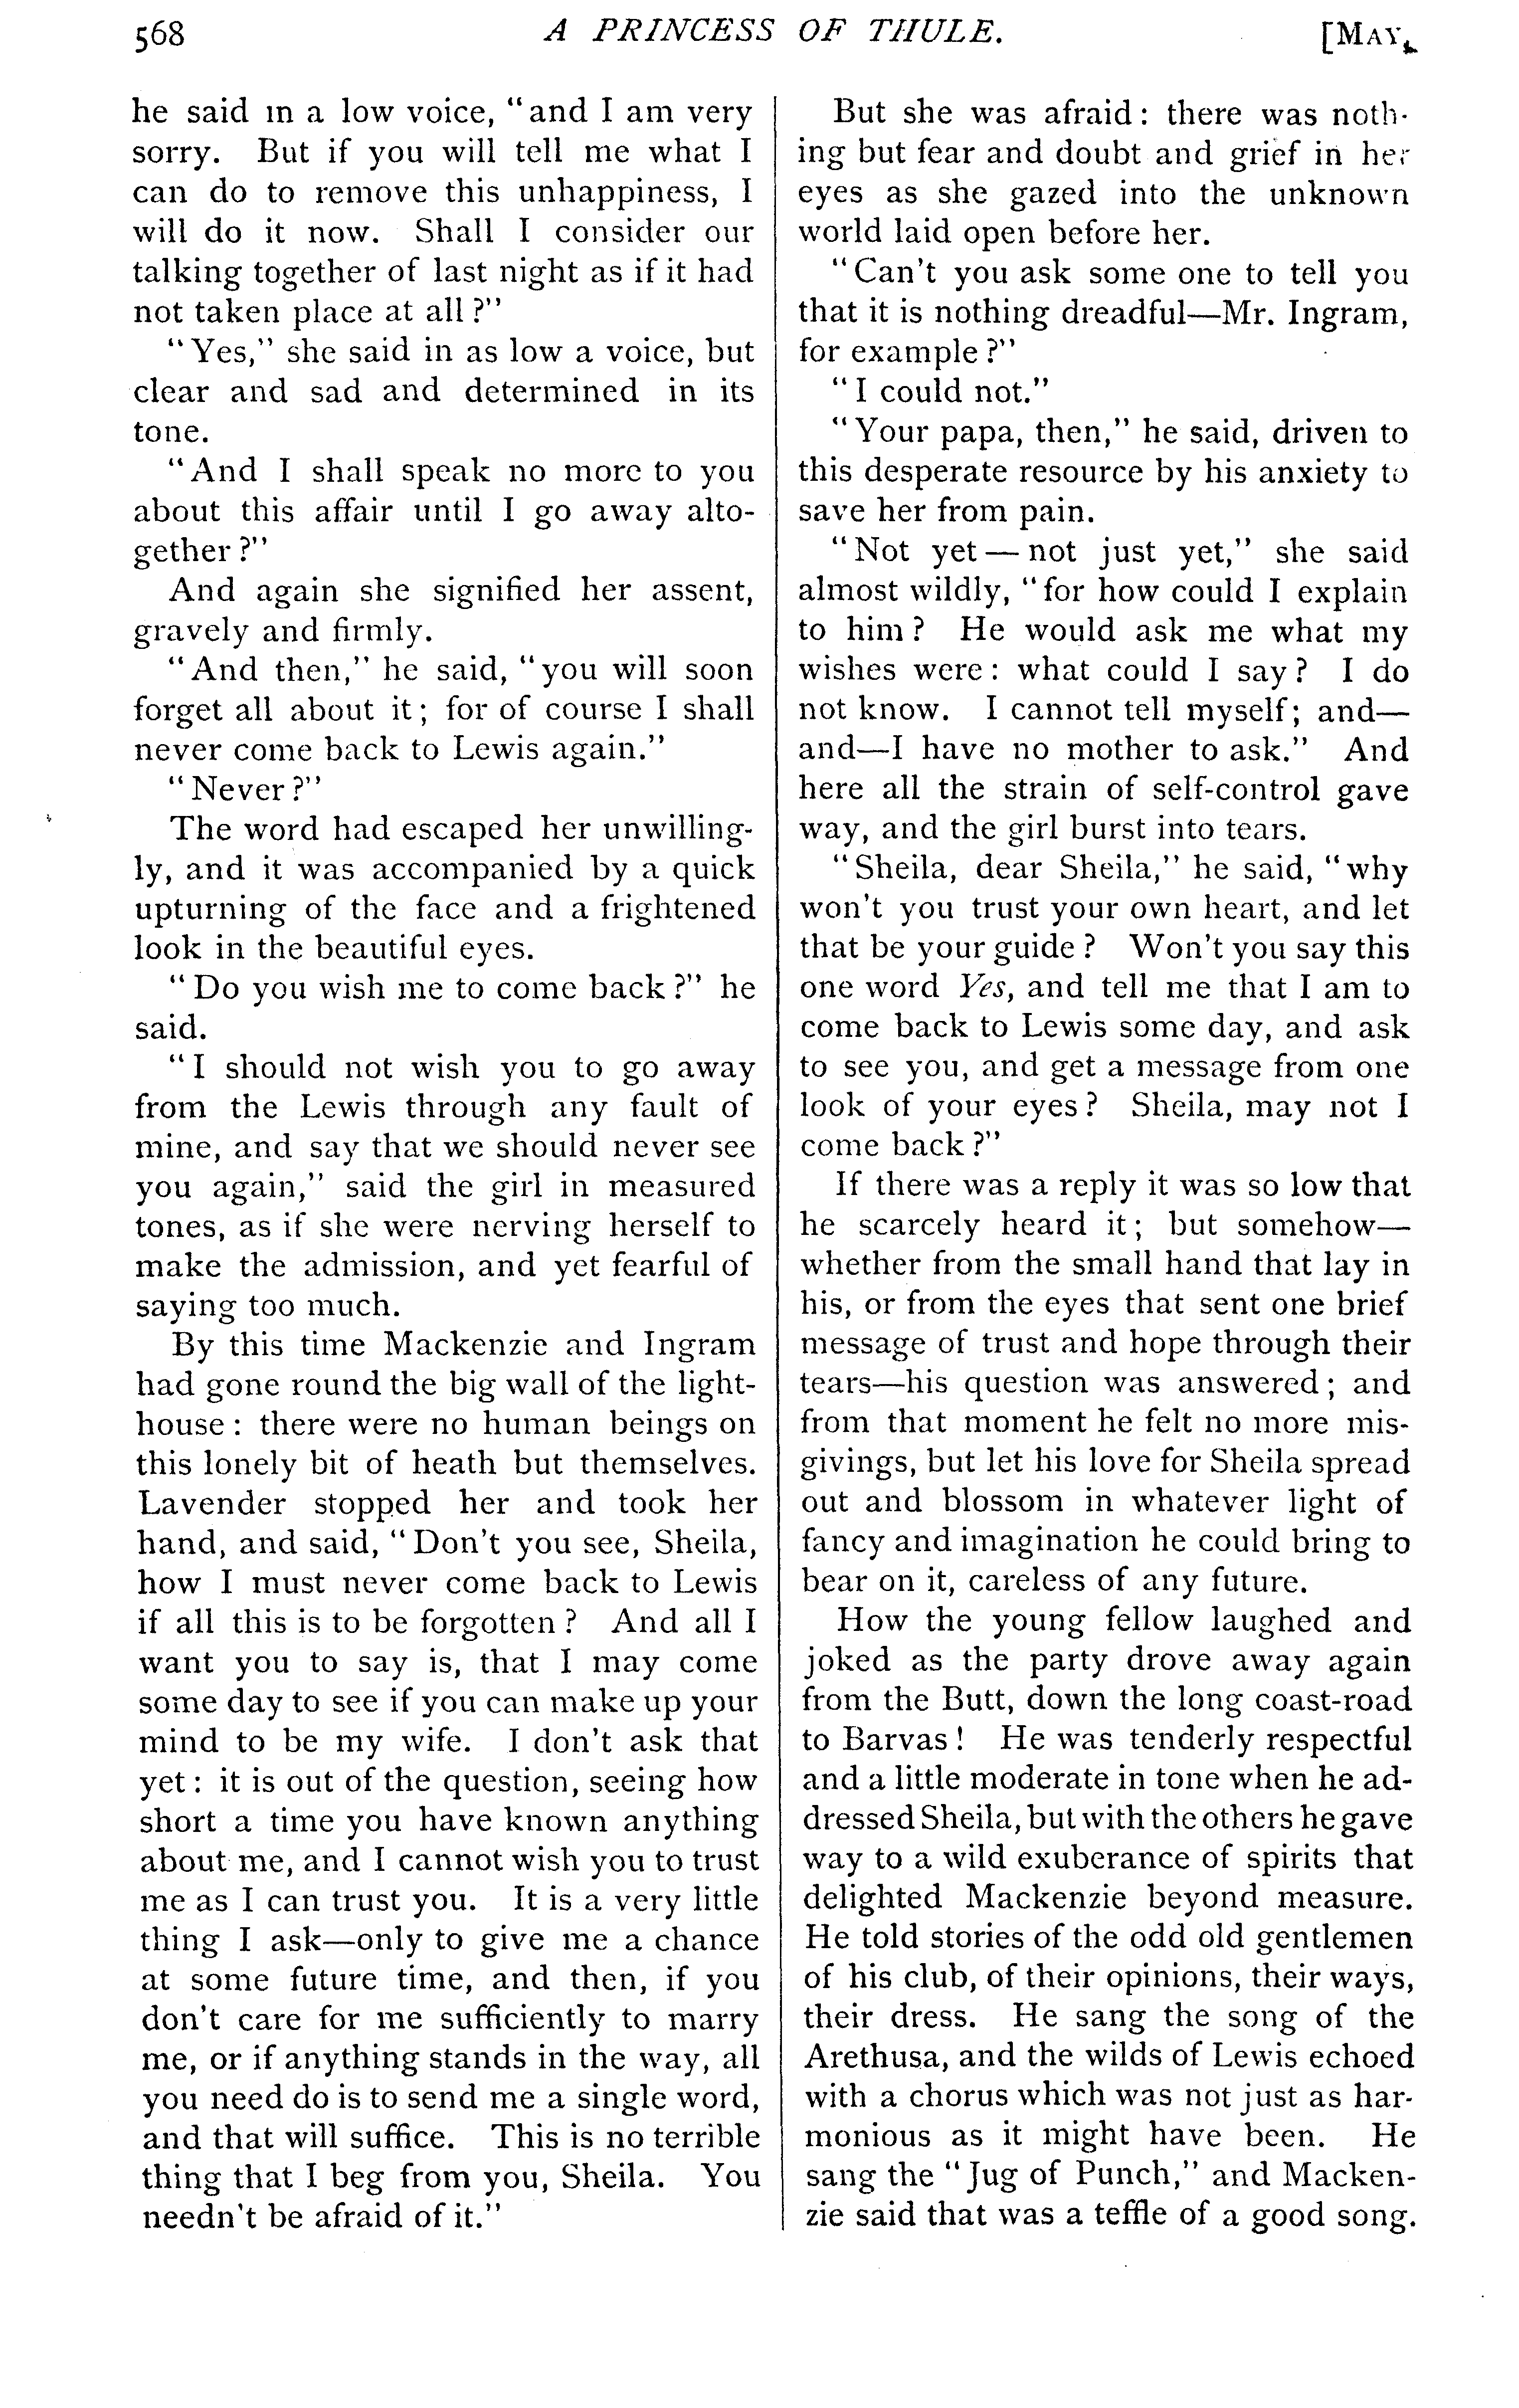 568
A PRINCESS OF THULE.
[MAY,
he said in a low voice, "and I am very
sorry. But if you will tell me what I
can do to remove this unhappiness, I
will do it now. Shall I consider our
talking together of last night as if it had
not taken place at all?"
"Yes," she said in as low a voice, but
clear and sad and determined in its
tone.
"And I shall speak no more to you
about this affair until I go away alto-
gether?"
And again she signified her assent,
gravely and firmly.
"And then," he said, "you will soon
forget all about it; for of course I shall
never come back to Lewis again."
"Never?"
The word had escaped her unwilling-
ly, and it was accompanied by a quick
upturning of the face and a frightened
look in the beautiful eyes.
"Do you wish me to come back?" he
said.
"I should not wish you to go away
from the Lewis through any fault of
mine, and say that we should never see
you again," said the girl in measured
tones, as if she were nerving herself to
make the admission, and yet fearful of
saying too much.
By this time Mackenzie and Ingram
had gone round the big wall of the light-
house: there were no human beings on
this lonely bit of heath but themselves.
Lavender stopped her and took her
hand, and said, "Don't you see, Sheila,
how I must never come back to Lewis
if all this is to be forgotten? And all I
want you to say is, that I may come
some day to see if you can make up your
mind to be my wife. I don't ask that
yet: it is out of the question, seeing how
short a time you have known anything
about me, and I cannot wish you to trust
me as I can trust you. It is a very little
thing I ask—only to give me a chance
at some future time, and then, if you
don't care for me sufficiently to marry
me, or if anything stands in the way, all
you need do is to send me a single word,
and that will suffice. This is no terrible
thing that I beg from you, Sheila. You
needn't be afraid of it."
But she was afraid: there was noth-
ing but fear and doubt and grief in her
eyes as she gazed into the unknown
world laid open before her.
"Can't you ask some one to tell you
that it is nothing dreadful—Mr. Ingram,
for example?"
"I could not."
"Your papa, then," he said, driven to
this desperate resource by his anxiety to
save her from pain.
"Not yet—not just yet," she said
almost wildly, "for how could I explain
to him? He would ask me what my
wishes were: what could I say? I do
not know. I cannot tell myself; and—
and—I have no mother to ask." And
here all the strain of self-control gave
way, and the girl burst into tears.
"Sheila, dear Sheila," he said, "why
won't you trust your own heart, and let
that be your guide? Won't you say this
one word Yes, and tell me that I am to
come back to Lewis some day, and ask
to see you, and get a message from one
look of your eyes? Sheila, may not I
come back?"
If there was a reply it was so low that
he scarcely heard it; but somehow—
whether from the small hand that lay in
his, or from the eyes that sent one brief
message of trust and hope through their
tears—his question was answered; and
from that moment he felt no more mis-
givings, but let his love for Sheila spread
out and blossom in whatever light of
fancy and imagination he could bring to
bear on it, careless of any future.
How the young fellow laughed and
joked as the party drove away again
from the Butt, down the long coast-road
to Barvas! He was tenderly respectful
and a little moderate in tone when he ad-
dressed Sheila, but with the others he gave
way to a wild exuberance of spirits that
delighted Mackenzie beyond measure.
He told stories of the odd old gentlemen
of his club, of their opinions, their ways,
their dress. He sang the song of the
Arethusa, and the wilds of Lewis echoed
with a chorus which was not just as har-
monious as it might have been. He
sang the "Jug of Punch," and Macken-
zie said that was a teffle of a good song.